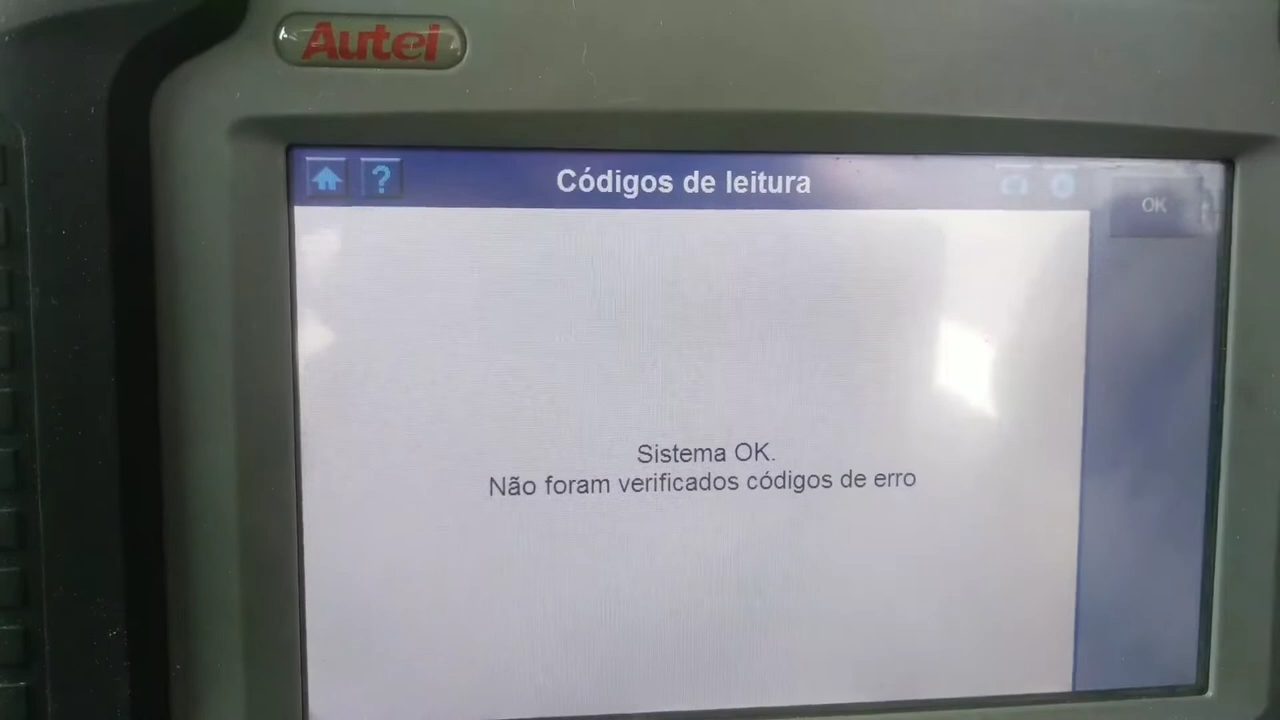 Autel
?
Códigos de leitura
OK
Sistema OK.
Não foram verificados códigos de erro